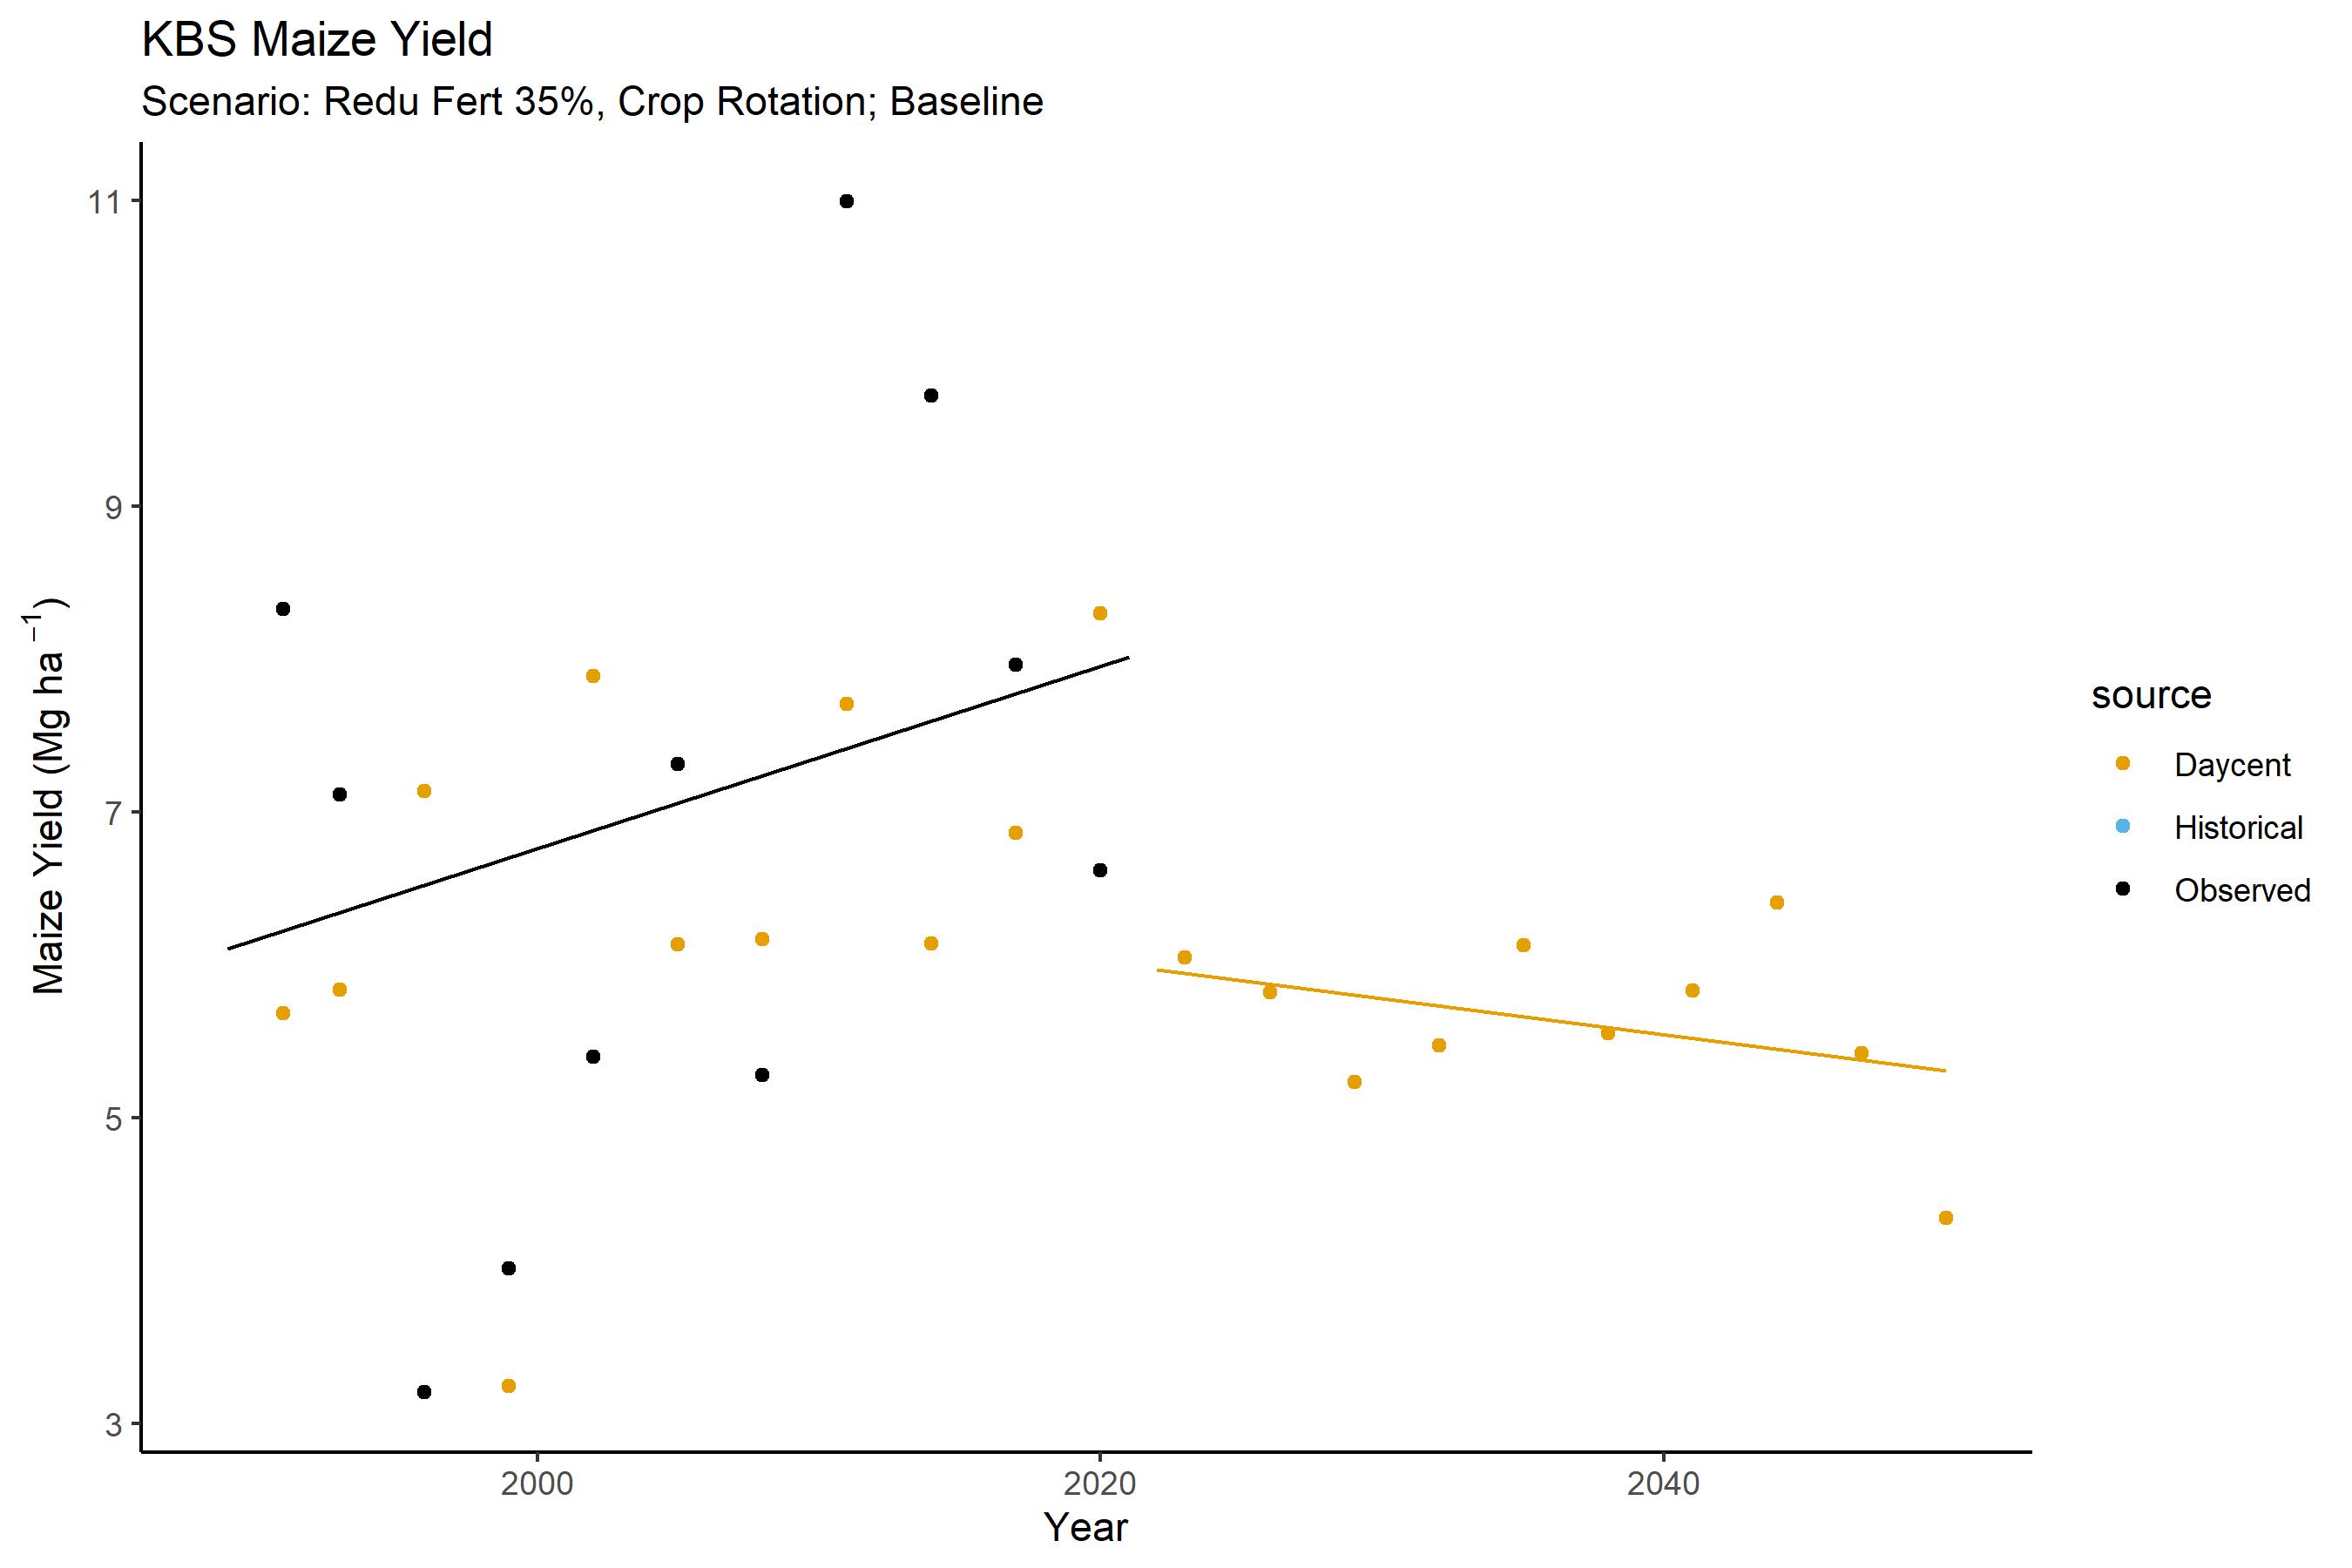 KBS Maize Yield
Scenario: Redu Fert 35%, Crop Rotation; Baseline
Maize Yield (Mg ha ⁻¹)
11
9
7
5
3
2000
2020
2040
Year
source
Daycent
Historical
Observed